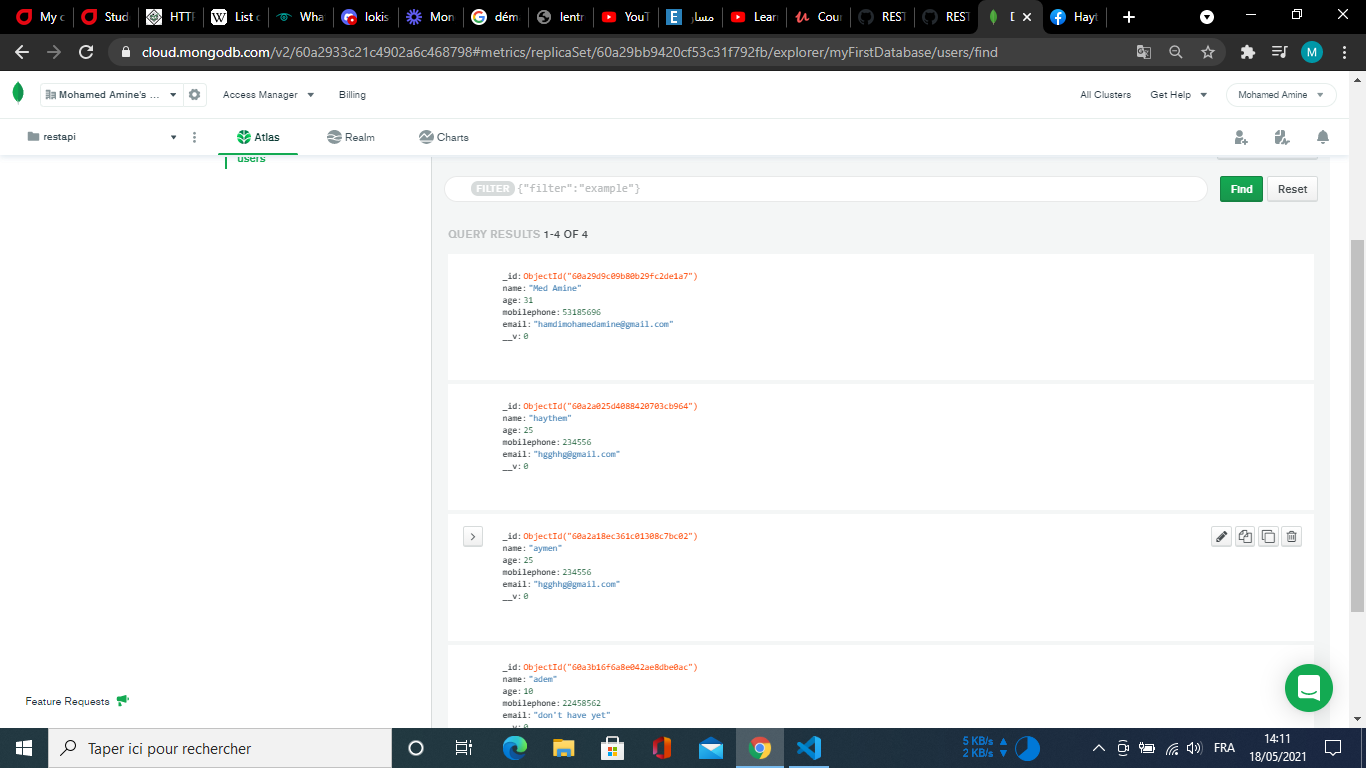 My c
Stud
HTTP
List o
Wha
lokis
Mon
dém
lentr
YouT
مسار
Lear
Cour
REST
REST
D
Hayt
cloud.mongodb.com/v2/60a2933c21c4902a6c468798#metrics/replicaSet/60a29bb9420cf53c31f792fb/explorer/myFirstDatabase/users/find
M
Mohamed Amine's ...
Access Manager
Billing
All Clusters
Get Help
Mohamed Amine
restapi
Atlas
Realm
Charts
users
FILTER {"filter":"example"}
Find
Reset
QUERY RESULTS 1-4 OF 4
_id: ObjectId("60a29d9c09b80b29fc2de1a7")
name: "Med Amine"
age: 31
mobilephone: 53185696
email: "hamdimohamedamine@gmail.com"
__v: 0
_id: ObjectId("60a2a025d4088420703cb964")
name: "haythem"
age: 25
mobilephone: 234556
email: "hgghhg@gmail.com"
__v: 0
_id: ObjectId("60a2a18ec361c01308c7bc02")
name: "aymen"
age: 25
mobilephone: 234556
email: "hgghhg@gmail.com"
__v: 0
_id: ObjectId("60a3b16f6a8e042ae8dbe0ac")
name: "adem"
age: 10
mobilephone: 22458562
email: "don't have yet"
__v: 0
Feature Requests
Taper ici pour rechercher
5 KB/s
2 KB/s
FRA
14:11
18/05/2021